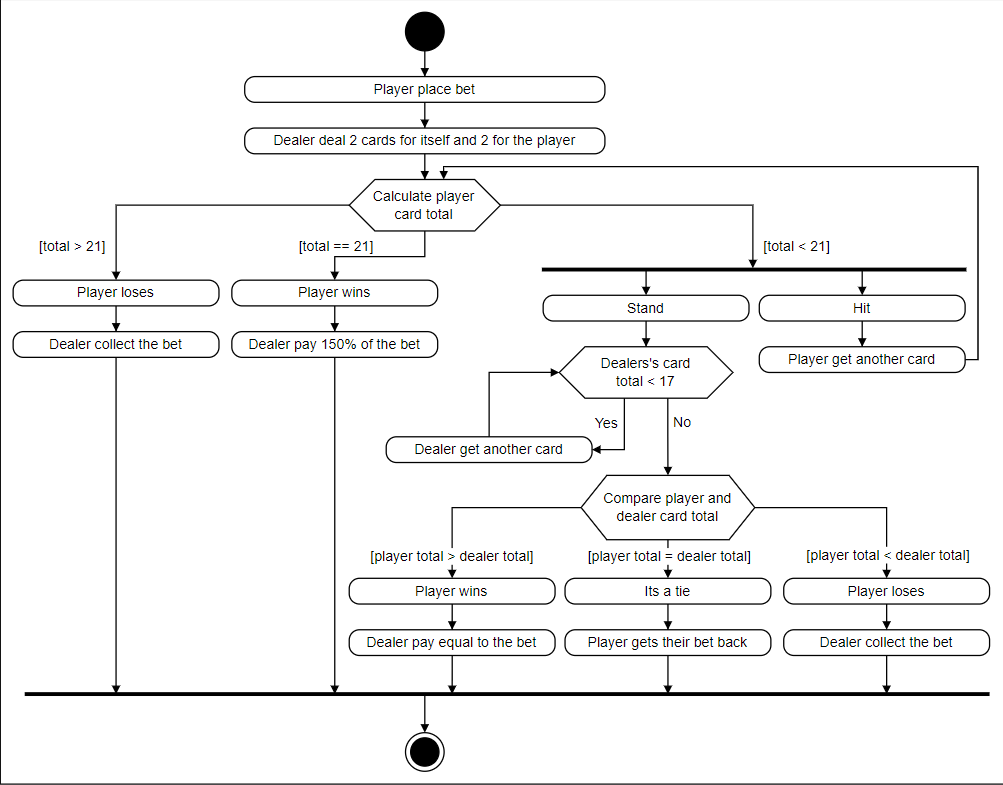 Player place bet
Dealer deal 2 cards for itself and 2 for the player
Calculate player
card total
[total > 21]
[total == 21]
[total < 21]
Player loses
Player wins
Stand
Hit
Dealer collect the bet
Dealer pay 150% of the bet
Player get another card
Dealers's card
total < 17
Yes
No
Dealer get another card
Compare player and
dealer card total
[player total > dealer total]
[player total = dealer total]
[player total < dealer total]
Player wins
Its a tie
Player loses
Dealer pay equal to the bet
Player gets their bet back
Dealer collect the bet